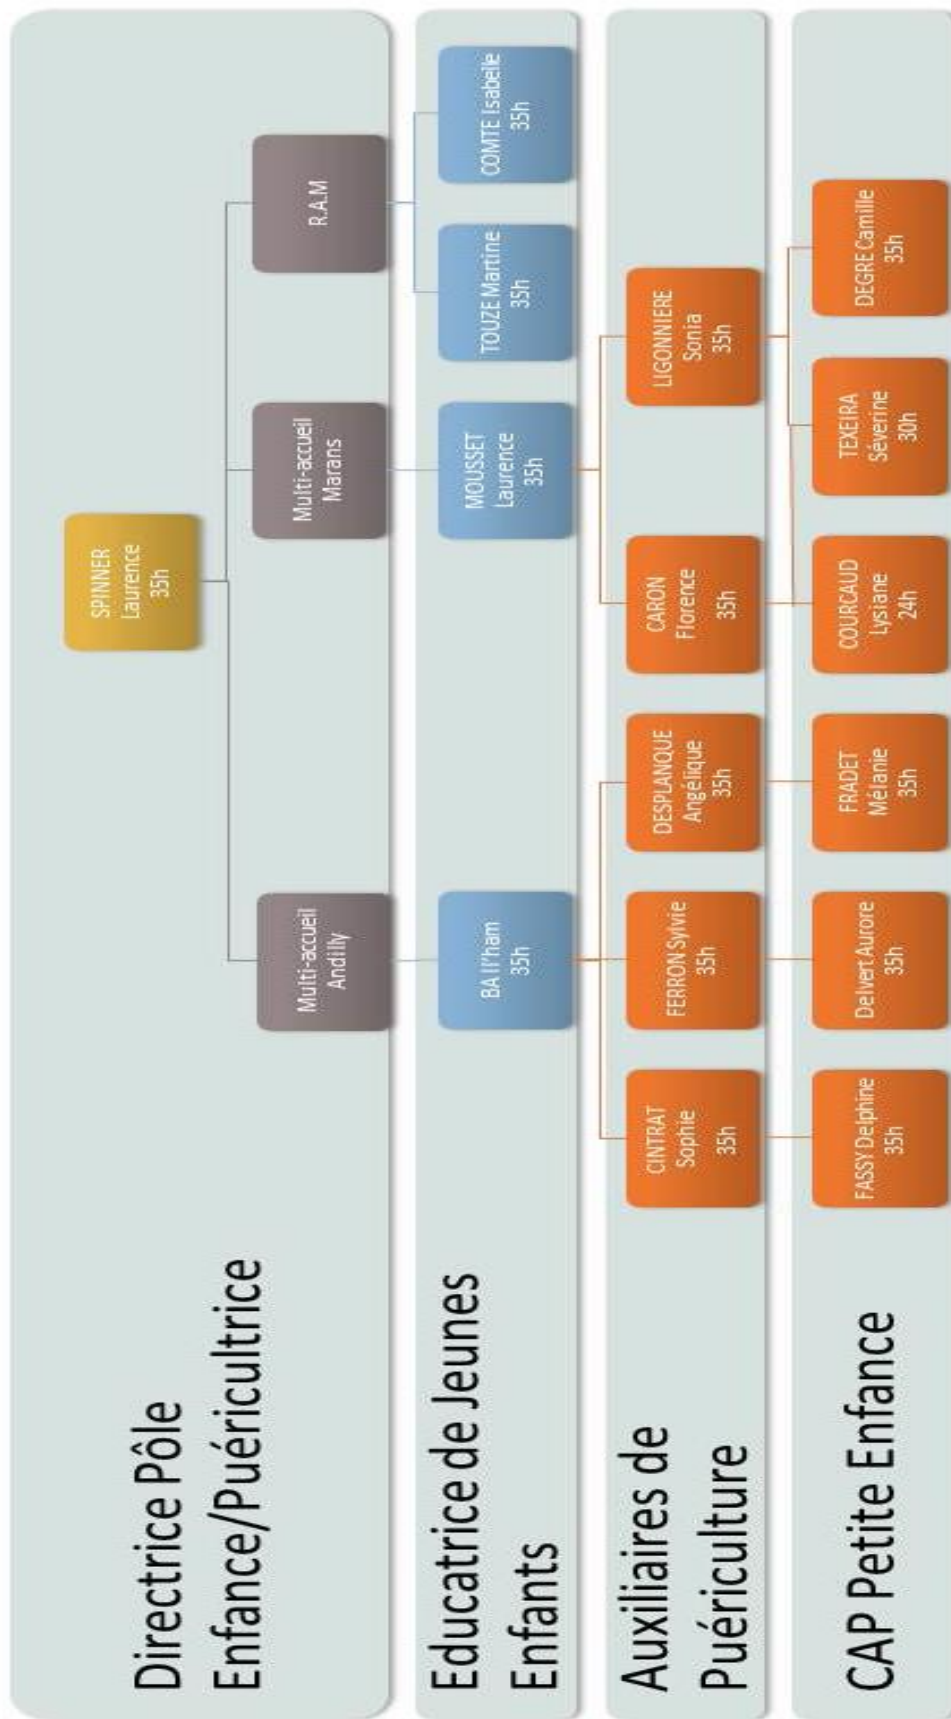 Directrice Pôle
Enfance/Puéricultrice
SPINNER
Laurence
35h
Multi-accueil
Andilly
Multi-accueil
Marans
R.A.M
Educatrice de Jeunes
Enfants
BA Il'ham
35h
MOUSSET
Laurence
35h
TOUZE Martine
35h
COMTE Isabelle
35h
Auxiliaires de
Puériculture
CINTRAT
Sophie
35h
FERRON Sylvie
35h
DESPLANQUE
Angélique
35h
CARON
Florence
35h
LIGONNIERE
Sonia
35h
CAP Petite Enfance
FASSY Delphine
35h
Delvert Aurore
35h
FRADET
Mélanie
35h
COURCAUD
Lysiane
24h
TEXEIRA
Séverine
30h
DEGRE Camille
35h